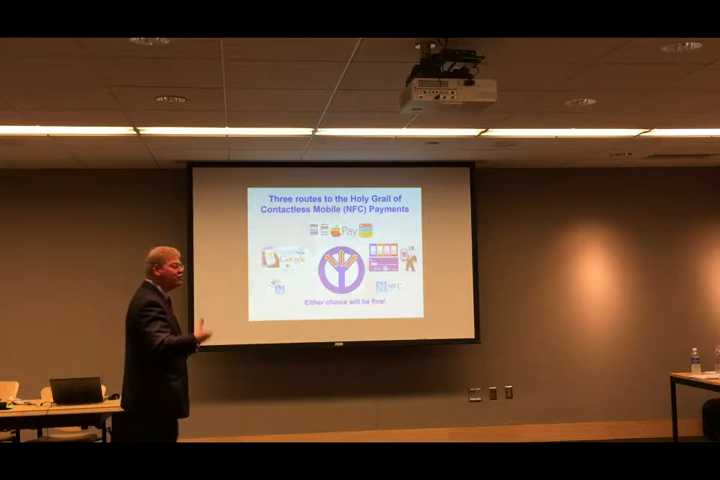 Three routes to the Holy Grail of
Contactless Mobile (NFC) Payments
Pay
Google
NFC
Either choice will be fine!